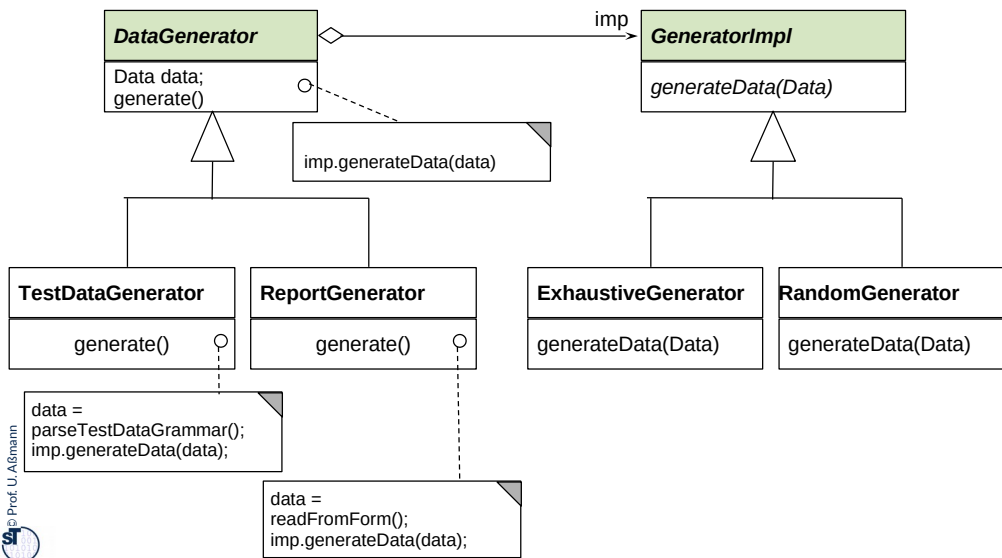 DataGenerator
imp
GeneratorImpl
Data data;
generate()
generateData(Data)
imp.generateData(data)
TestDataGenerator
ReportGenerator
ExhaustiveGenerator
RandomGenerator
generate()
generate()
generateData(Data)
generateData(Data)
data =
parseTestDataGrammar();
imp.generateData(data);
data =
readFromForm();
imp.generateData(data);
© Prof. U. Aßmann
ST